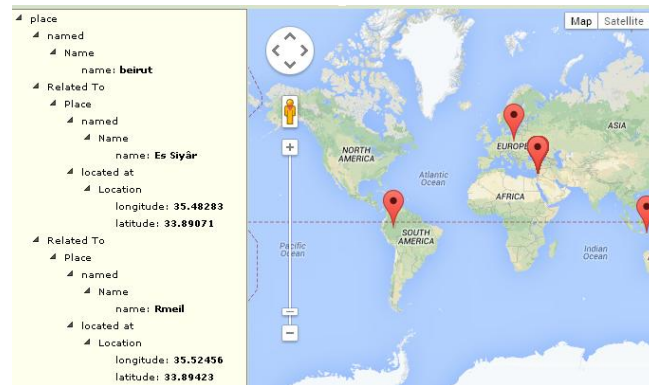 place
named
Name
name: beirut
Related To
Place
named
Name
name: Es Siyâr
located at
Location
longitude: 35.48283
latitude: 33.89071
Related To
Place
named
Name
name: Rmeil
located at
Location
longitude: 35.52456
latitude: 33.89423
Map
Satellite
NORTH
AMERICA
Atlantic
Ocean
EUROPE
ASIA
AFRICA
SOUTH
AMERICA
Pacific
Ocean
Indian
Ocean